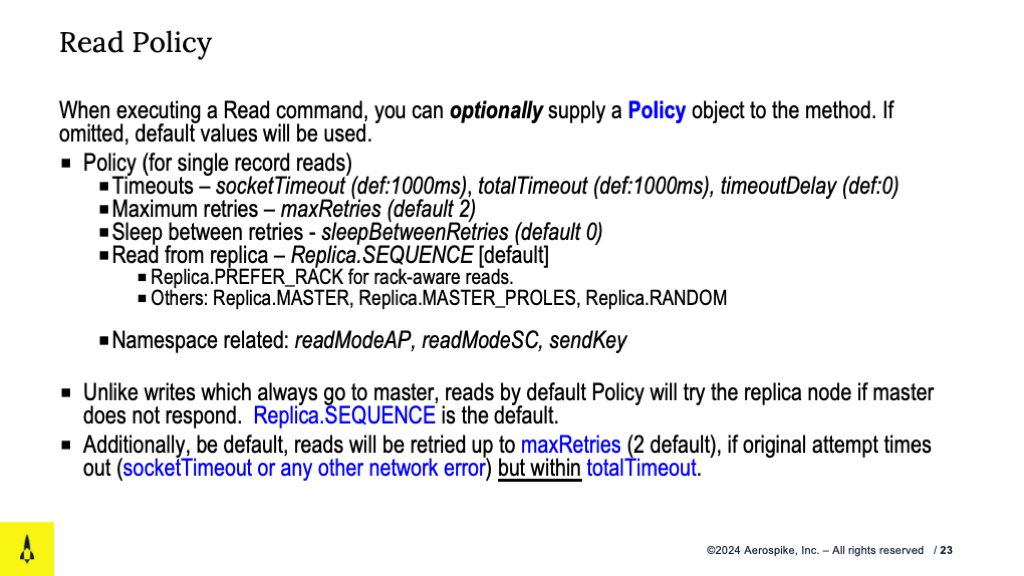 Read Policy
When executing a Read command, you can optionally supply a Policy object to the method. If
omitted, default values will be used.
▪ Policy (for single record reads)
▪ Timeouts – socketTimeout (def:1000ms), totalTimeout (def:1000ms), timeoutDelay (def:0)
▪ Maximum retries – maxRetries (default 2)
▪ Sleep between retries - sleepBetweenRetries (default 0)
▪ Read from replica – Replica.SEQUENCE [default]
▪ Replica.PREFER_RACK for rack-aware reads.
▪ Others: Replica.MASTER, Replica.MASTER_PROLES, Replica.RANDOM
▪ Namespace related: readModeAP, readModeSC, sendKey
▪ Unlike writes which always go to master, reads by default Policy will try the replica node if master
does not respond. Replica.SEQUENCE is the default.
▪ Additionally, be default, reads will be retried up to maxRetries (2 default), if original attempt times
out (socketTimeout or any other network error) but within totalTimeout.
©2024 Aerospike, Inc. – All rights reserved / 23